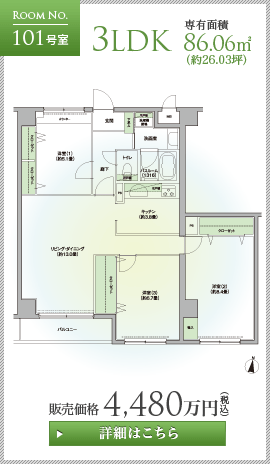 ROOM NO.
101号室
3LDK
専有面積
86.06㎡
(約26.03坪)
玄関
洗面室
洋室(1)
(約5.1畳)
廊下
トイレ
バスルーム
(1316)
キッチン
(約3.8畳)
リビング・ダイニング
(約13.0畳)
クローゼット
洋室(3)
(約6.7畳)
洋室(2)
(約8.4畳)
物入
バルコニー
販売価格 4,480万円(税込)
詳細はこちら